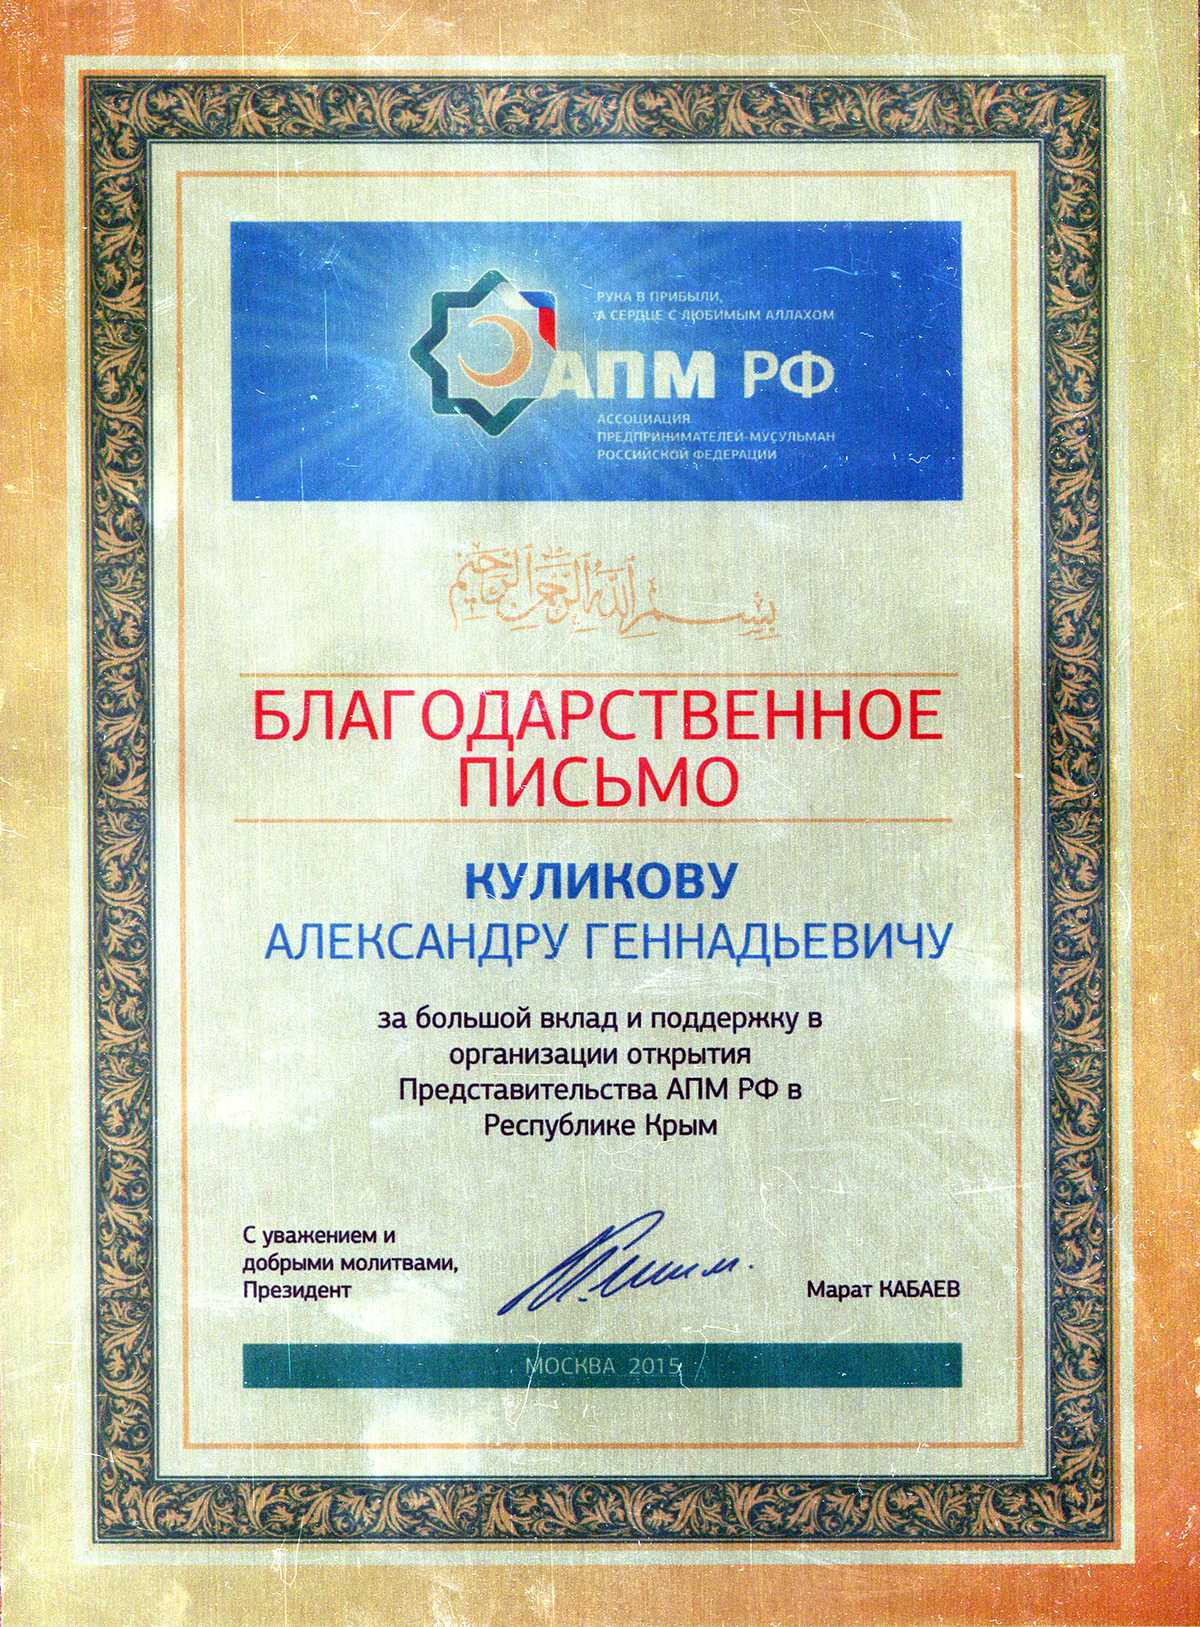 РУКА В ПРИБЫЛИ,
А СЕРДЦЕ С ЛЮБИМЫМ АЛЛАХОМ
АПМ РФ
АССОЦИАЦИЯ
ПРЕДПРИНИМАТЕЛЕЙ-МУСУЛЬМАН
РОССИЙСКОЙ ФЕДЕРАЦИИ
بسم الله الرحمن الرحيم
БЛАГОДАРСТВЕННОЕ
ПИСЬМО
КУЛИКОВУ
АЛЕКСАНДРУ ГЕННАДЬЕВИЧУ
за большой вклад и поддержку в
организации открытия
Представительства АПМ РФ в
Республике Крым
С уважением и
добрыми молитвами,
Президент
Марат КАБАЕВ
МОСКВА 2015